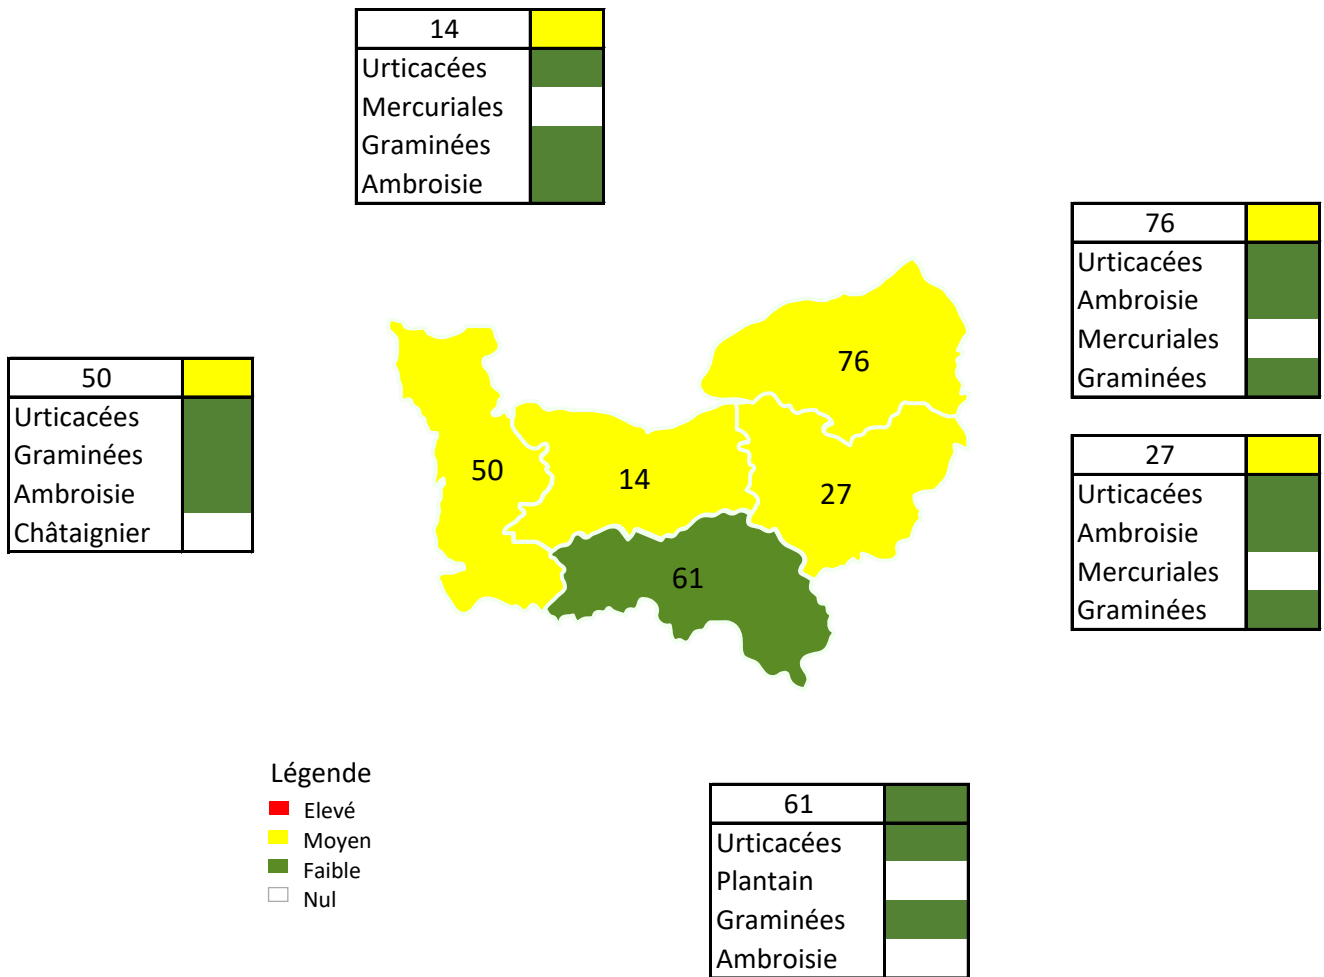 14
Urticacées
Mercuriales
Graminées
Ambroisie
76
Urticacées
Ambroisie
Mercuriales
Graminées
50
Urticacées
Graminées
Ambroisie
Châtaignier
27
Urticacées
Ambroisie
Mercuriales
Graminées
76
50
14
27
61
Légende
Elevé
Moyen
Faible
Nul
61
Urticacées
Plantain
Graminées
Ambroisie